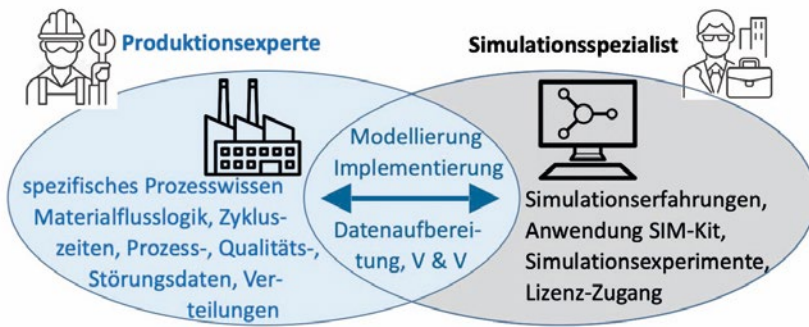 Produktionsexperte
Simulationsspezialist
spezifisches Prozesswissen
Materialflusslogik, Zyklus-
zeiten, Prozess-, Qualitäts-,
Störungsdaten, Ver-
teilungen
Modellierung
Implementierung
Datenaufberei-
tung, V & V
Simulationserfahrungen,
Anwendung SIM-Kit,
Simulationsexperimente,
Lizenz-Zugang